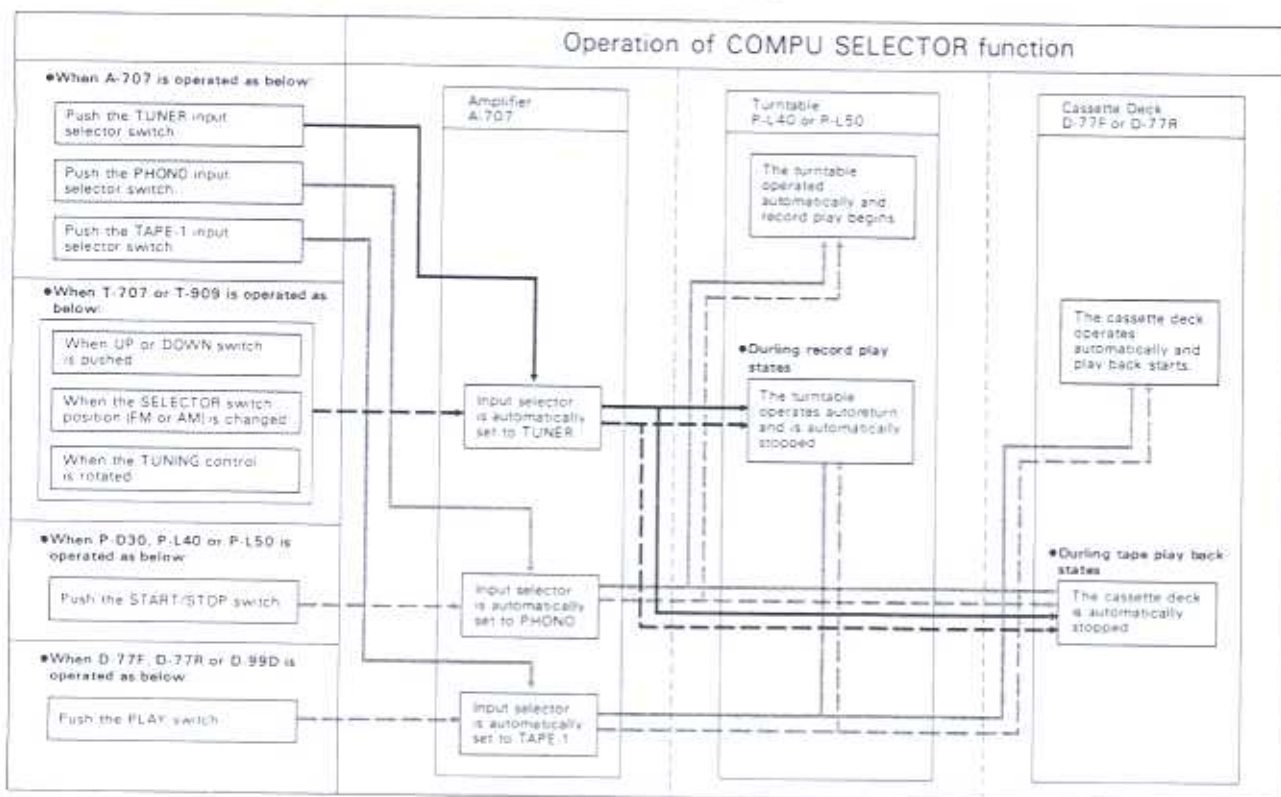 Operation of COMPU SELECTOR function
●When A-707 is operated as below:
Push the TUNER input
selector switch
Push the PHONO input
selector switch
Push the TAPE-1 input
selector switch
●When T-707 or T-909 is operated as
below:
When UP or DOWN switch
is pushed
When the SELECTOR switch
position (FM or AM) is changed
When the TUNING control
is rotated
●When P-D30, P-L40 or P-L50 is
operated as below
Push the START/STOP switch
●When D-77F, D-77R or D-99D is
operated as below
Push the PLAY switch
Amplifier
A-707
Input selector
is automatically
set to TUNER
Input selector
is automatically
set to PHONO
Input selector
is automatically
set to TAPE-1
Turntable
P-L40 or P-L50
The turntable
operated
automatically and
record play begins
●Durling record play
states
The turntable
operates autoreturn
and is automatically
stopped
Cassette Deck
D-77F or D-77R
The cassette deck
operates
automatically and
play back starts
●Durling tape play back
states
The cassette deck
is automatically
stopped